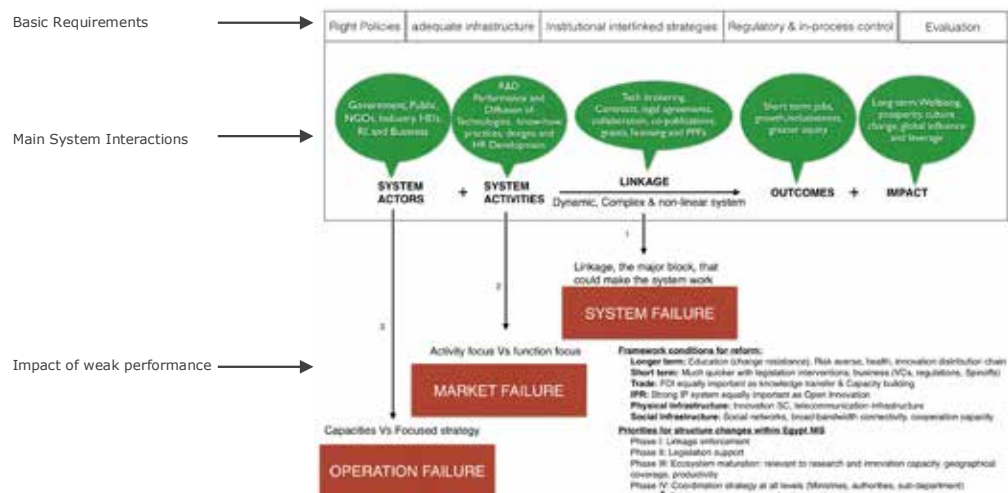 Basic Requirements
Right Policies
adequate infrastructure
Institutional interlinked strategies
Regulatory & in-process control
Evaluation
Main System Interactions
Government, Public,
NGOs, Industry, HEIs,
RI, and Business
R&D
Performance and
Diffusion of
Technologies, know-how,
practices, designs and
HR Development
Tech brokering,
Contracts, legal agreements,
collaboration, co-publications,
grants, licensing and PPPs
Short term: jobs,
growth, inclusiveness,
greater equity
Long term: Wellbeing,
prosperity, culture
change, global influence
and leverage
SYSTEM
ACTORS
+
SYSTEM
ACTIVITIES
LINKAGE
Dynamic, Complex & non-linear system
OUTCOMES
+
IMPACT
1
2
3
Linkage, the major block, that
could make the system work
SYSTEM FAILURE
Impact of weak performance
Activity focus Vs function focus
MARKET FAILURE
Capacities Vs Focused strategy
OPERATION FAILURE
Framework conditions for reform:
Longer term: Education (change resistance), Risk averse, health, innovation distribution chain
Short term: Much quicker with legislation interventions, business (VCs, regulations, Spinoffs)
Trade: FDI equally important as knowledge transfer & Capacity building
IPR: Strong IP system equally important as Open Innovation
Physical Infrastructure: Innovation SC, telecommunication infrastructure
Social Infrastructure: Social networks, broad bandwidth connectivity, cooperation capacity
Priorities for structure changes within Egypt MS
Phase I: Linkage enforcement
Phase II: Legislation support
Phase III: Ecosystem maturation: relevant to research and innovation capacity, geographical
coverage, productivity
Phase IV: Coordination strategy at all levels (Ministries, authorities, sub-department)